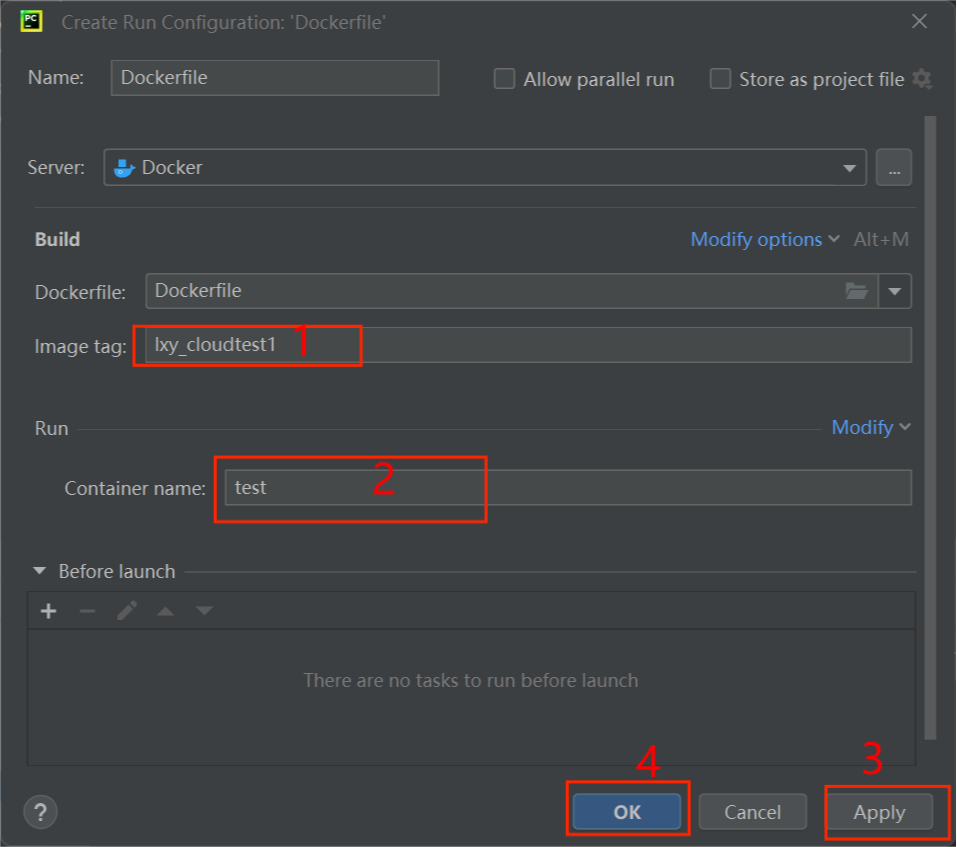 PC Create Run Configuration: 'Dockerfile'
Name: Dockerfile Allow parallel run Store as project file
Server: Docker ...
Build Modify options Alt+M
Dockerfile: Dockerfile
Image tag: lxy_cloudtest1 1
Run Modify
Container name: test 2
Before launch
There are no tasks to run before launch
4 3
? OK Cancel Apply